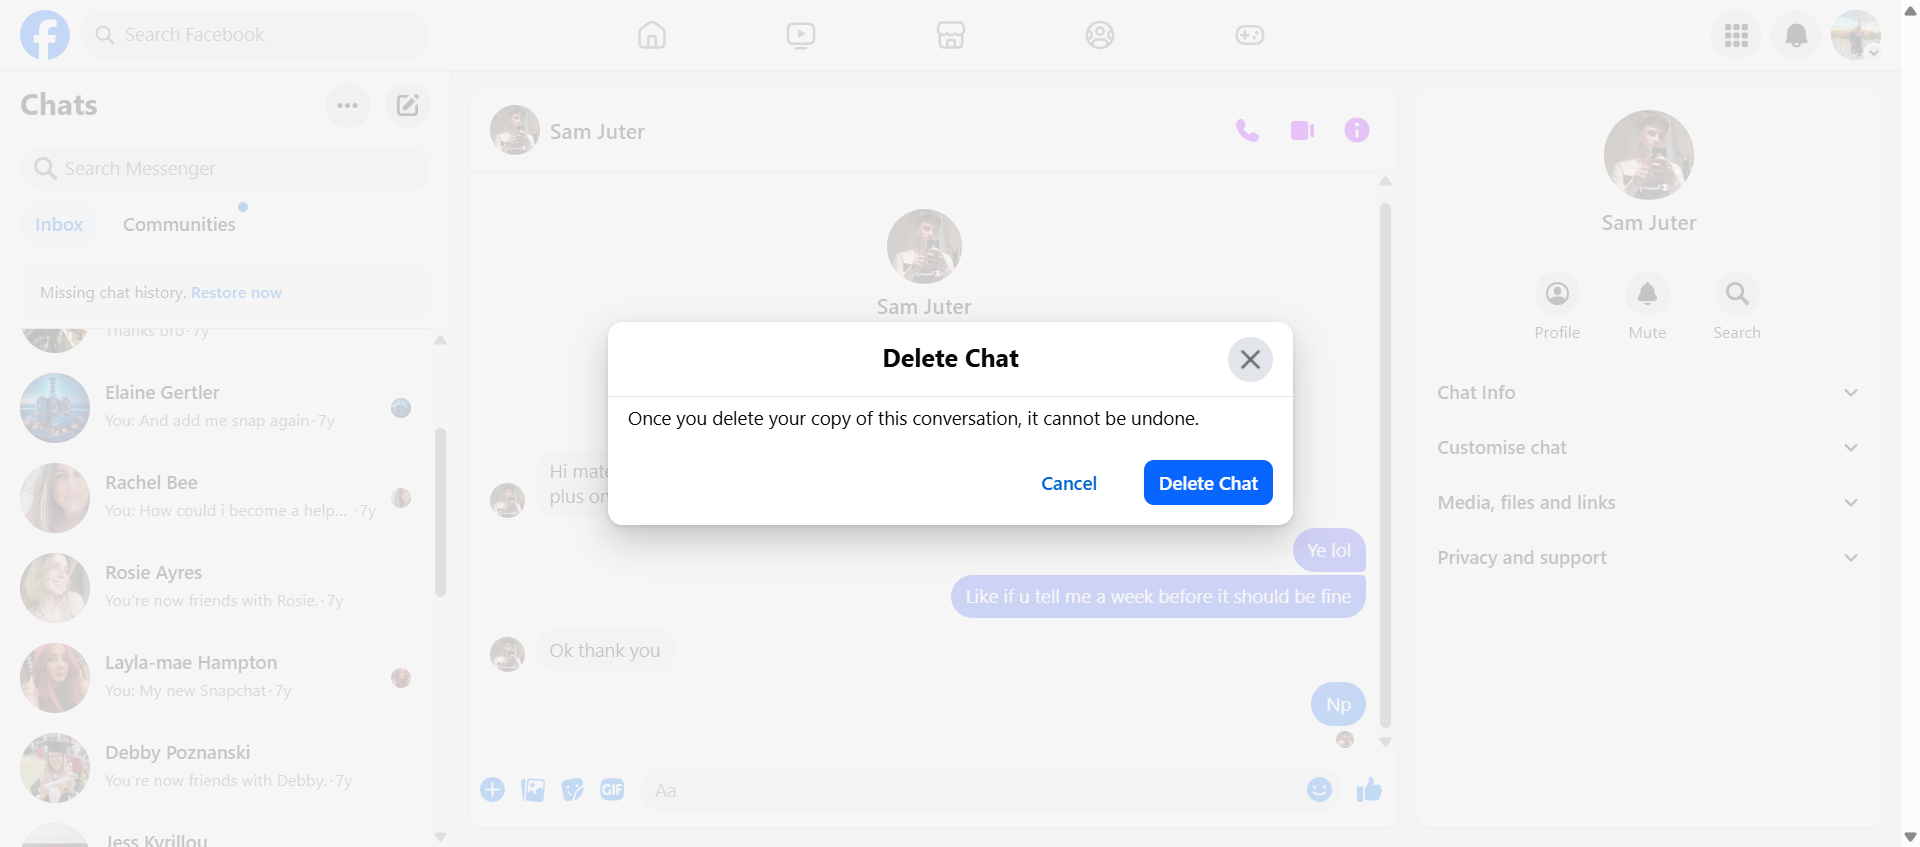 Search Facebook
Chats
Search Messenger
Inbox
Communities
Missing chat history. Restore now
Thanks bro · 7y
Elaine Gertler
You: And add me snap again · 7y
Rachel Bee
You: How could i become a help... · 7y
Rosie Ayres
You're now friends with Rosie. · 7y
Layla-mae Hampton
You: My new Snapchat · 7y
Debby Poznanski
You're now friends with Debby. · 7y
Jess Kyrillou
Sam Juter
Sam Juter
Delete Chat
Once you delete your copy of this conversation, it cannot be undone.
Cancel
Delete Chat
Hi mate
plus on
Ye lol
Like if u tell me a week before it should be fine
Ok thank you
Np
GIF
Aa
Sam Juter
Profile
Mute
Search
Chat Info
Customise chat
Media, files and links
Privacy and support